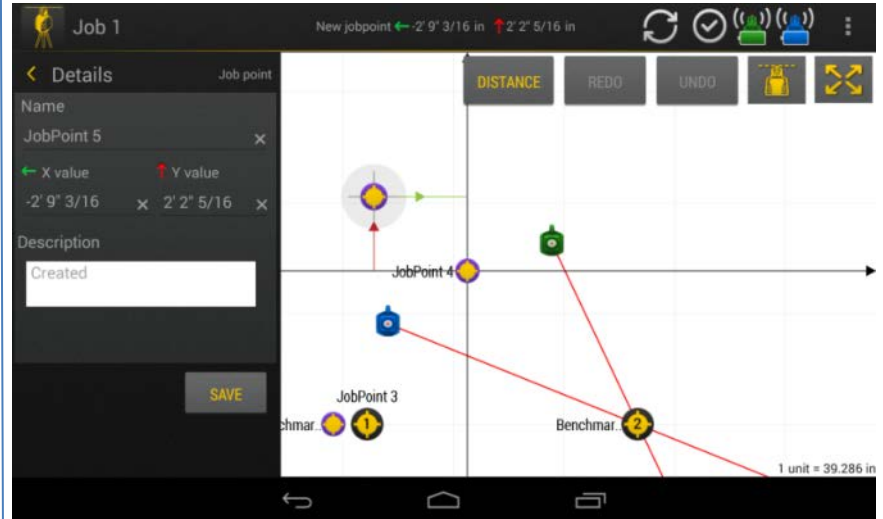 Job 1
New jobpoint ←-2' 9" 3/16 in ↑2' 2" 5/16 in
Details
Job point
Name
JobPoint 5
← X value ↑ Y value
-2' 9" 3/16 2' 2" 5/16
Description
Created
SAVE
DISTANCE
REDO
UNDO
JobPoint 4
JobPoint 3
chmar..
1
Benchmar..
2
1 unit = 39.286 in